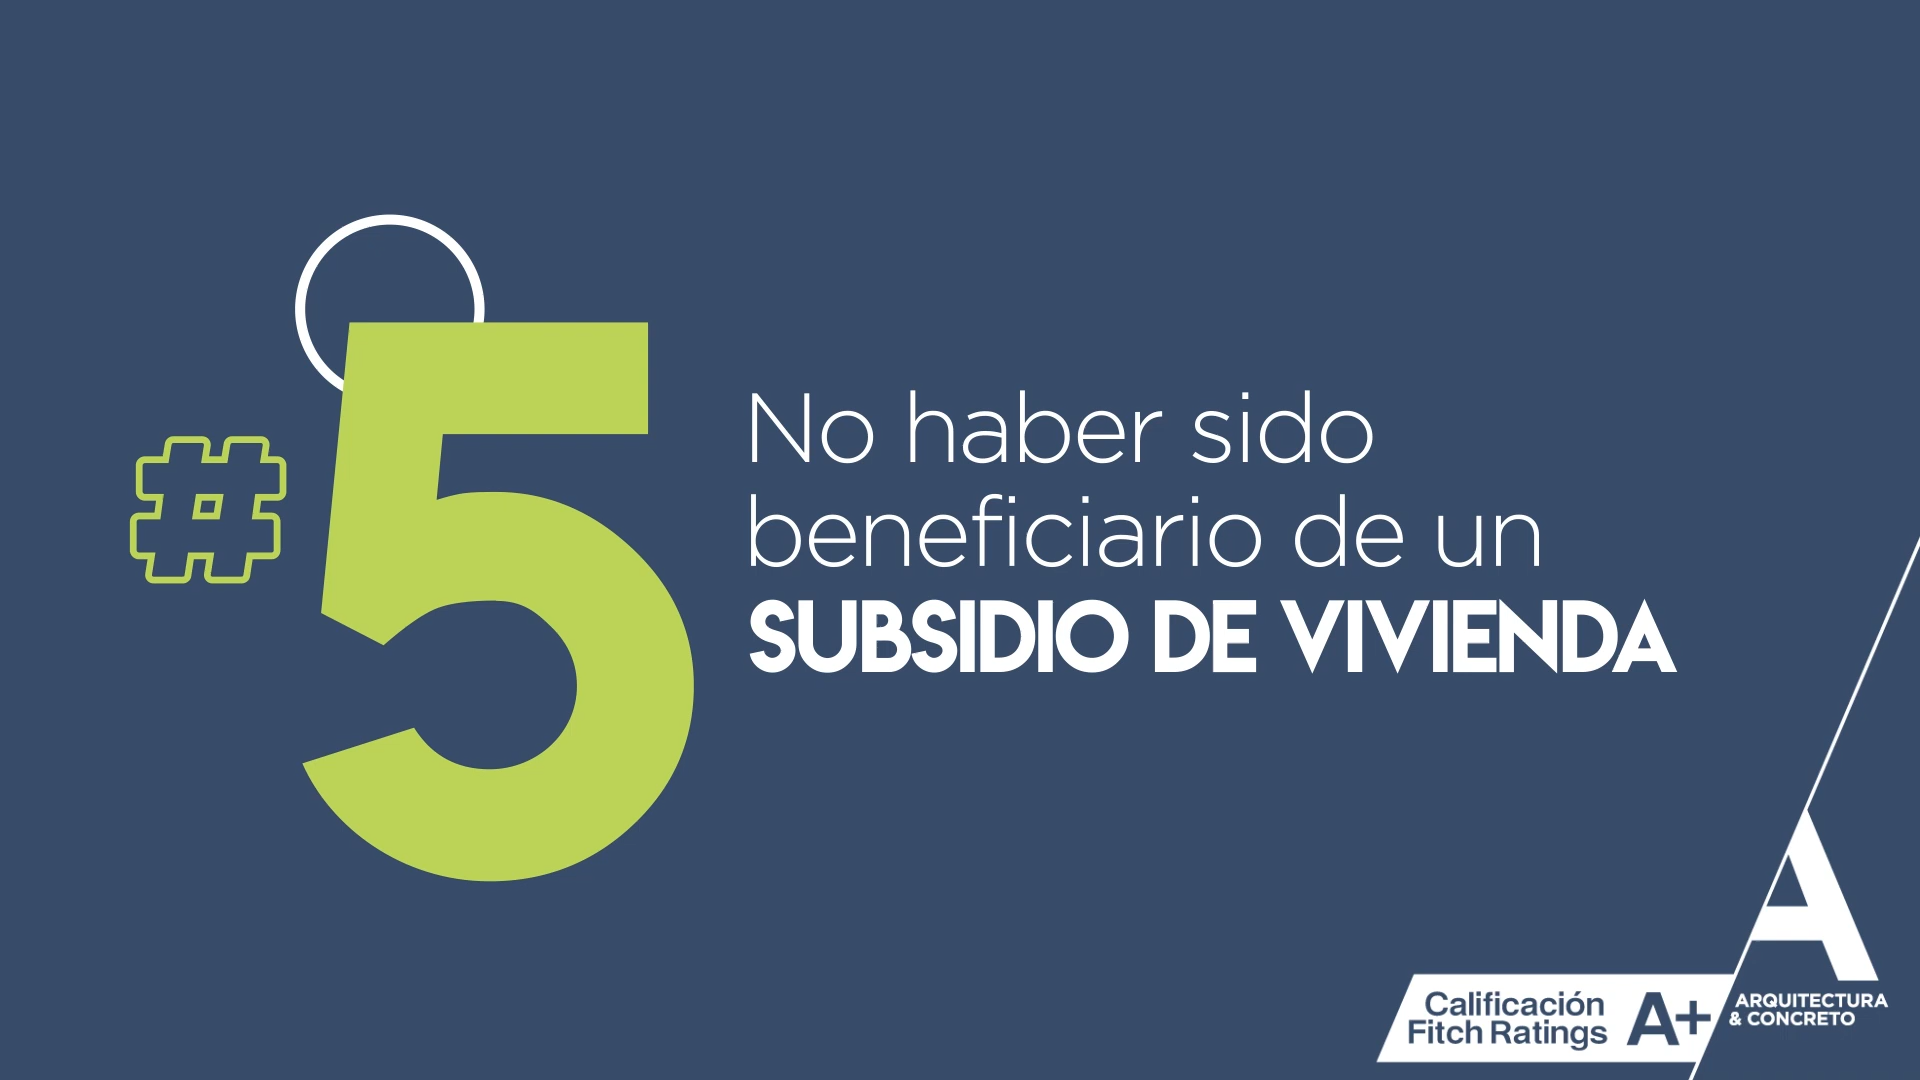 #5
No haber sido
beneficiario de un
SUBSIDIO DE VIVIENDA
Calificación
Fitch Ratings
A+
A
ARQUITECTURA
& CONCRETO